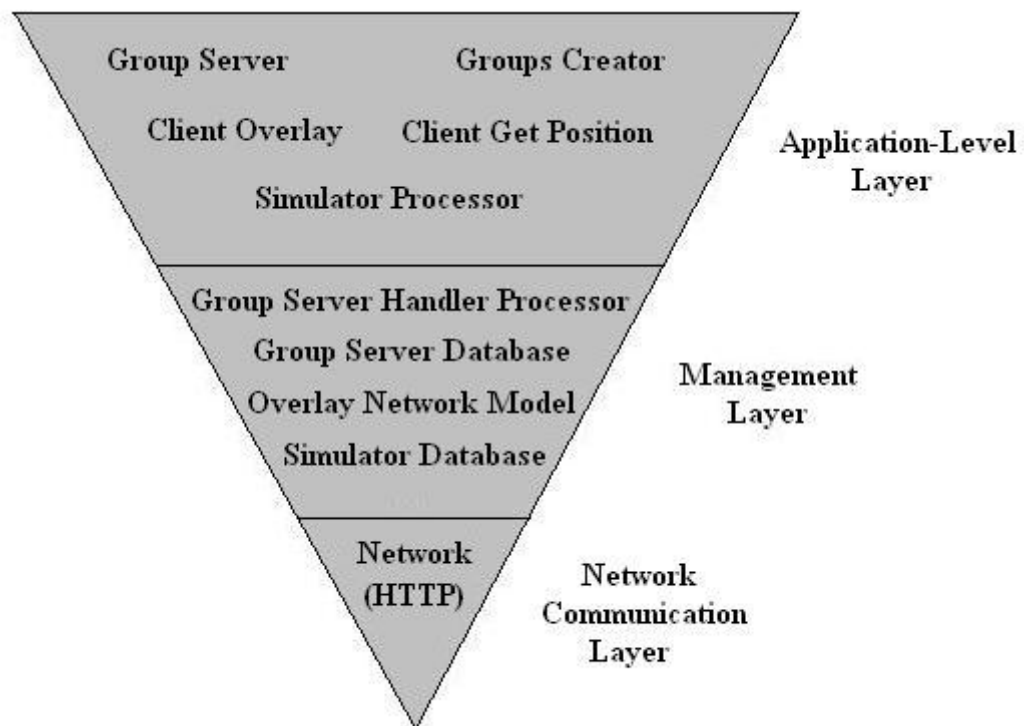 Group Server
Groups Creator
Client Overlay
Client Get Position
Simulator Processor
Application-Level
Layer
Group Server Handler Processor
Group Server Database
Overlay Network Model
Simulator Database
Management
Layer
Network
(HTTP)
Network
Communication
Layer